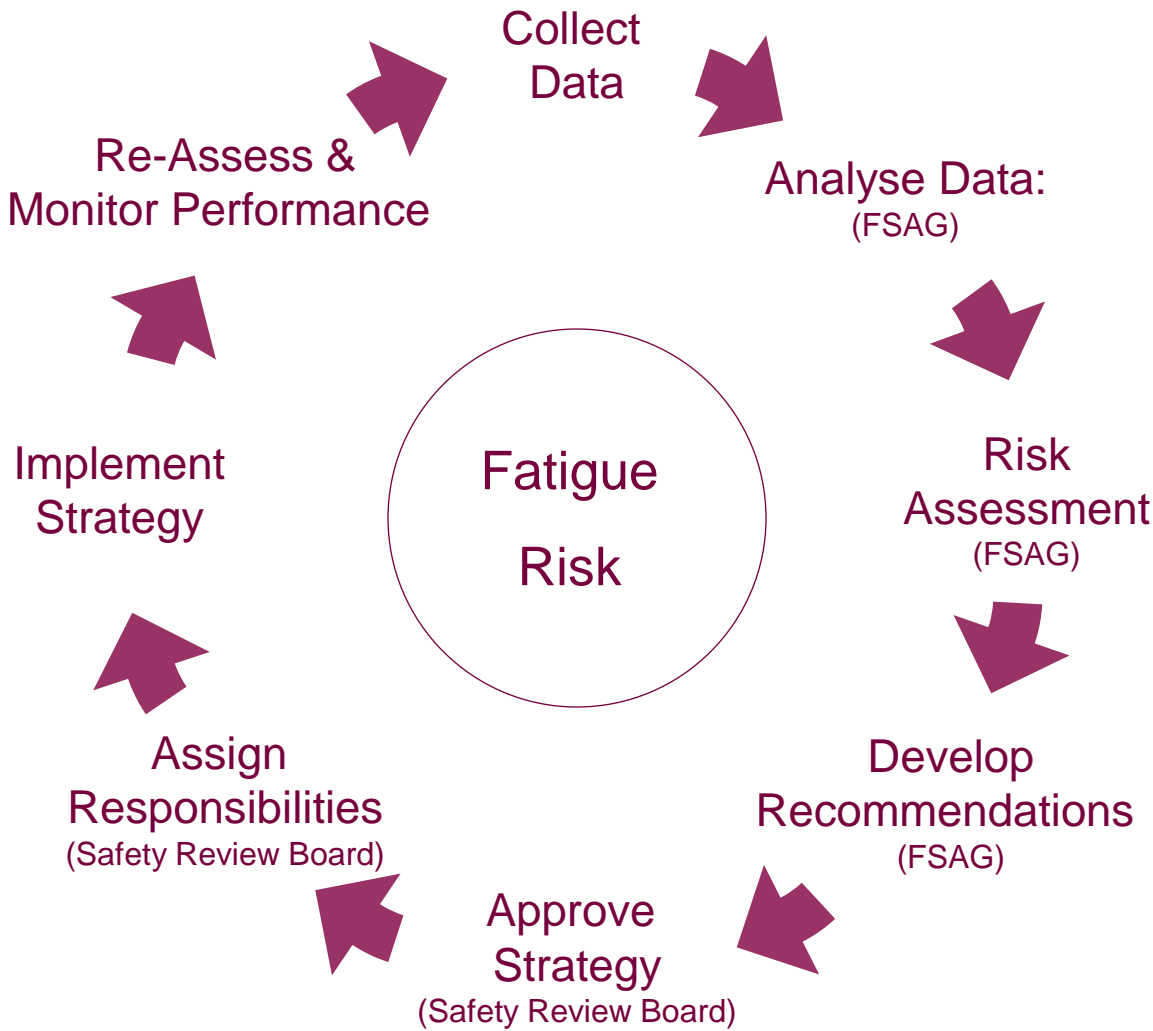 Collect
Data
Analyse Data:
(FSAG)
Risk
Assessment
(FSAG)
Develop
Recommendations
(FSAG)
Approve
Strategy
(Safety Review Board)
Assign
Responsibilities
(Safety Review Board)
Implement
Strategy
Re-Assess &
Monitor Performance
Fatigue
Risk